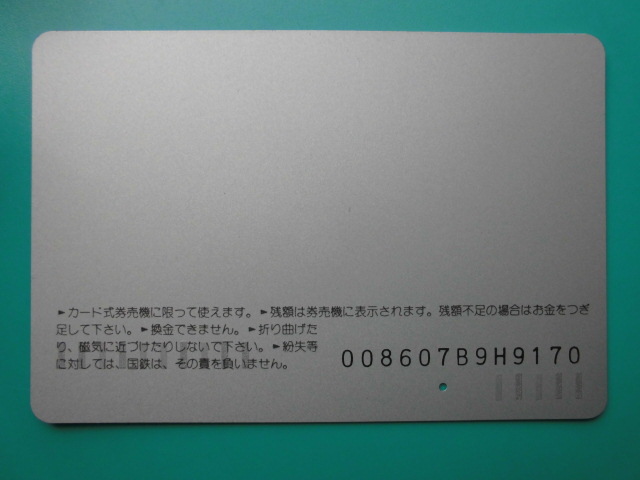 ►カード式券売機に限って使えます。►残額は券売機に表示されます。残額不足の場合はお金をつぎ
足して下さい。►換金できません。►折り曲げた
り、磁気に近づけたりしないで下さい。►紛失等
に対しては、国鉄は、その責を負いません。
008607B9H9170